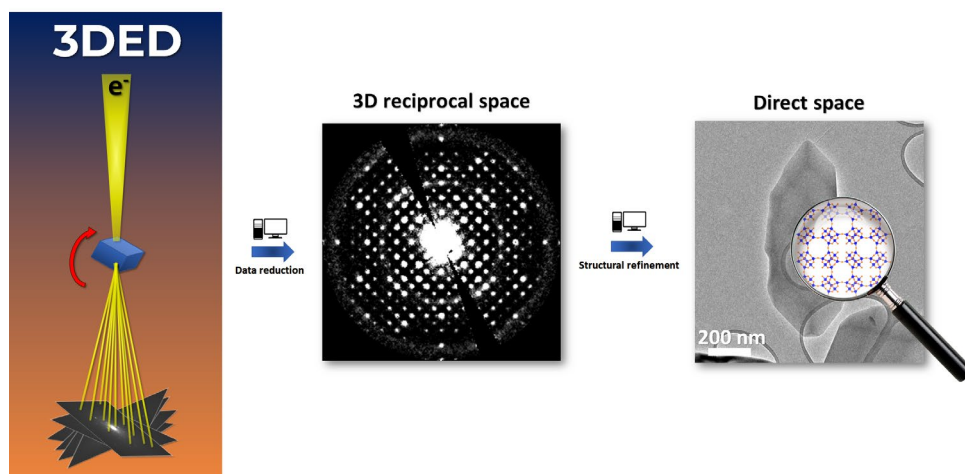 3DED
e⁻
3D reciprocal space
Data reduction
Direct space
Structural refinement
200 nm